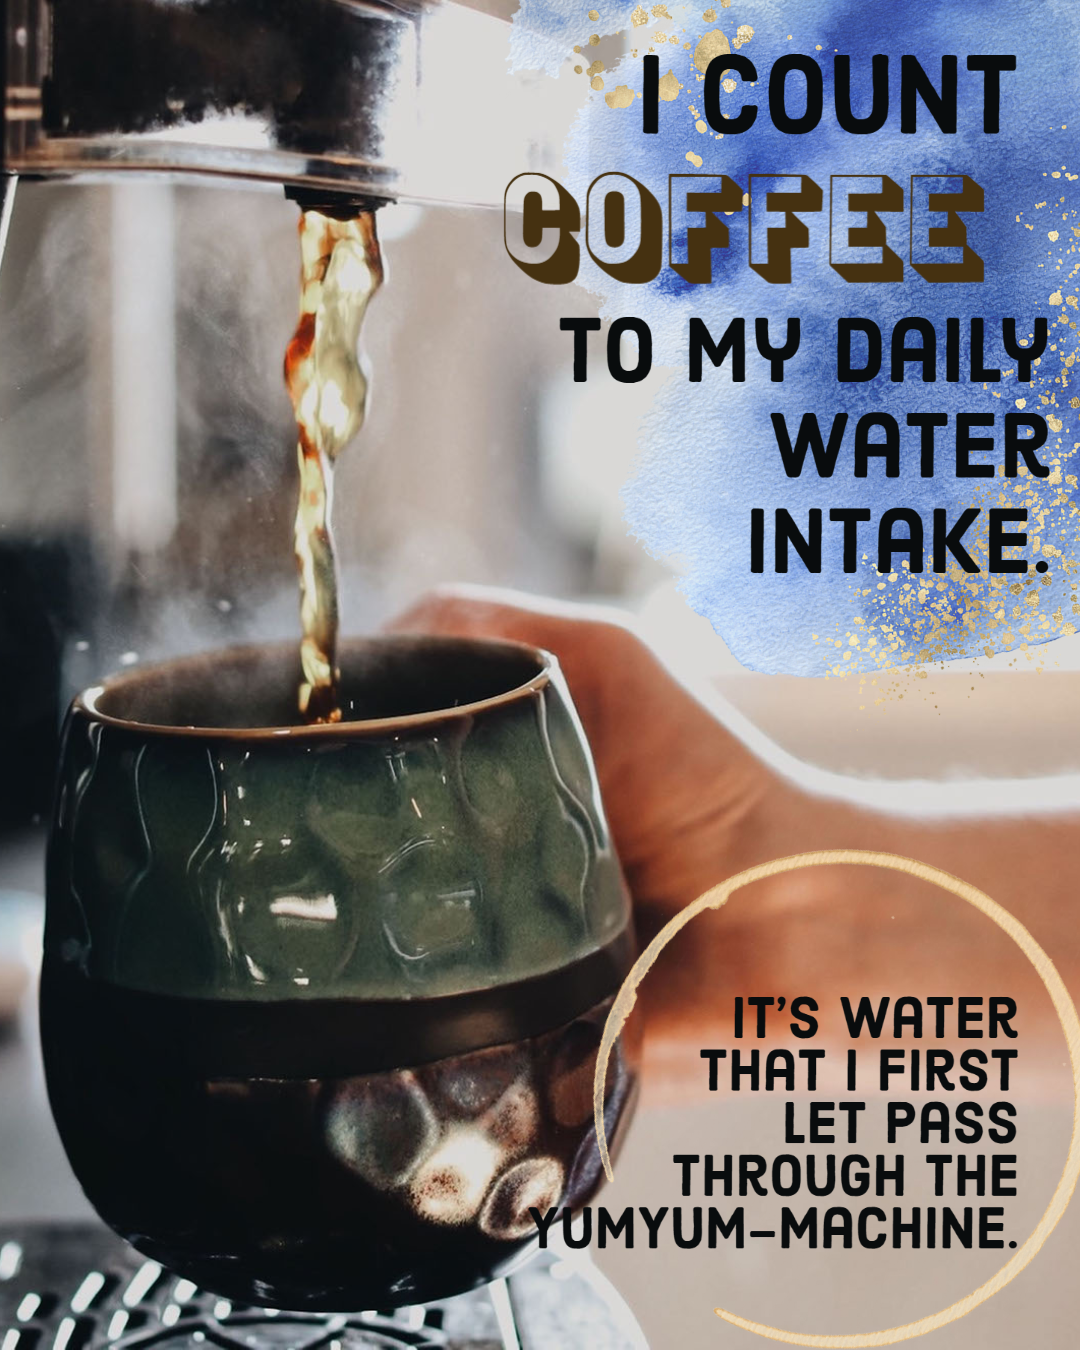 I COUNT
COFFEE
TO MY DAILY
WATER
INTAKE.
IT'S WATER
THAT I FIRST
LET PASS
THROUGH THE
YUMYUM-MACHINE.